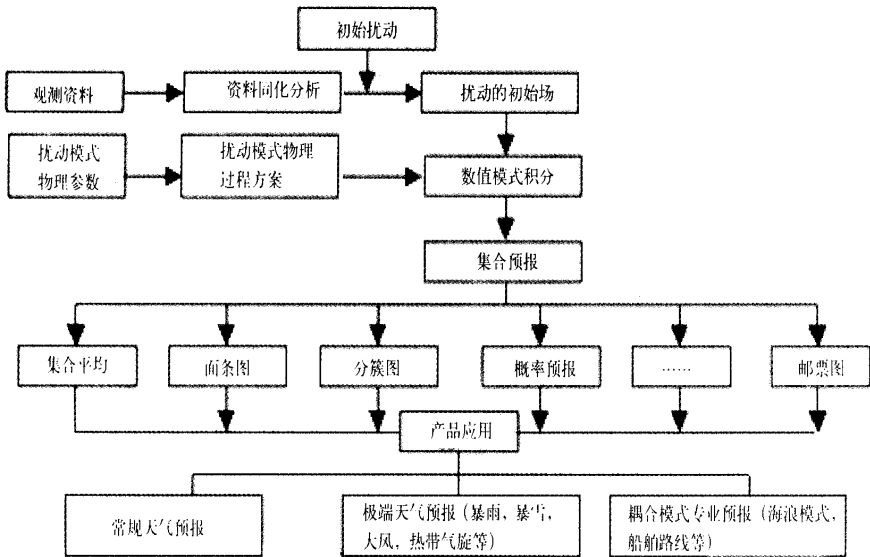 初始扰动
观测资料
资料同化分析
扰动的初始场
扰动模式
物理参数
扰动模式物理
过程方案
数值模式积分
集合预报
集合平均
面条图
分簇图
概率预报
……
邮票图
产品应用
常规天气预报
极端天气预报（暴雨，暴雪，
大风，热带气旋等）
耦合模式专业预报（海浪模式，
船舶路线等）